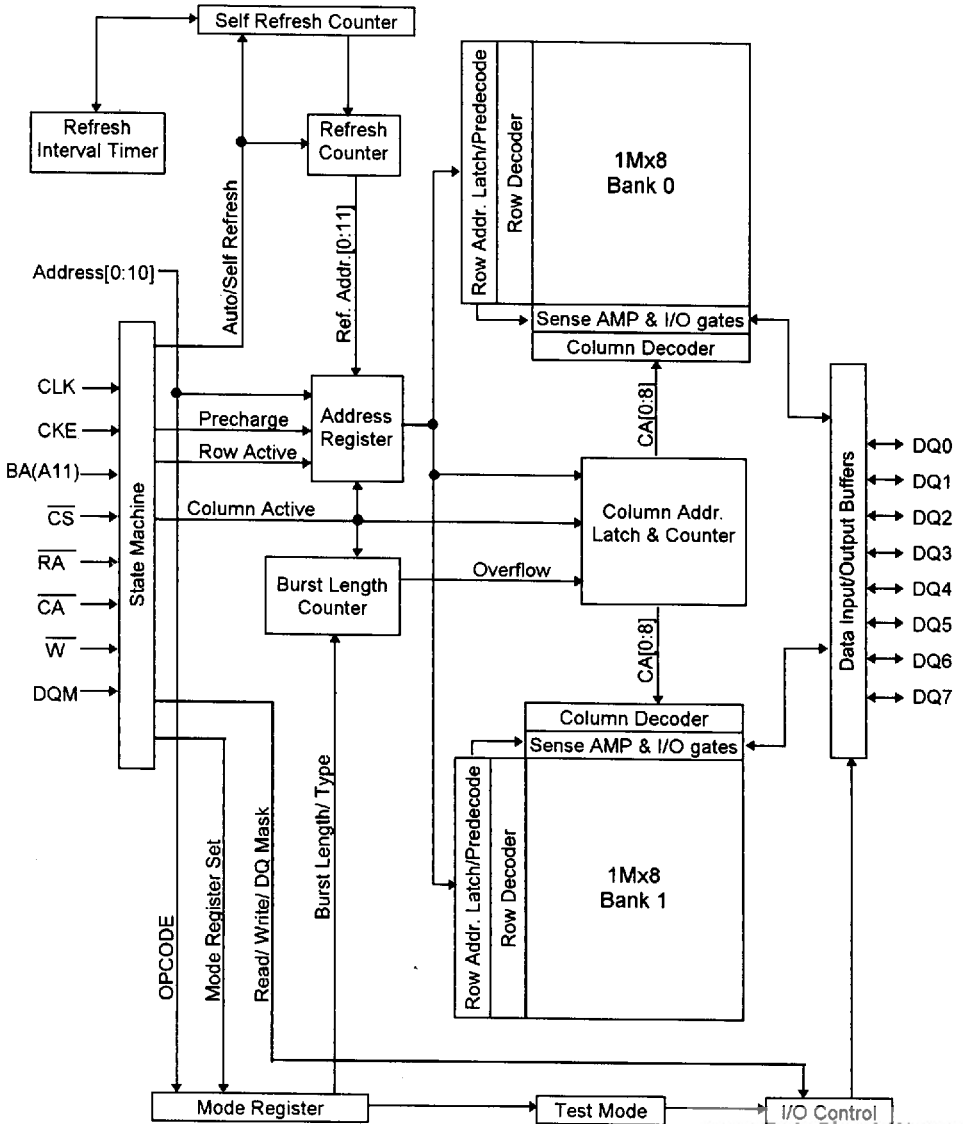 Self Refresh Counter
Refresh
Interval Timer
Refresh
Counter
Auto/Self Refresh
Ref. Addr.[0:11]
Row Addr. Latch/Predecode
Row Decoder
1Mx8
Bank 0
Sense AMP & I/O gates
Column Decoder
Address[0:10]
CLK
CKE
BA(A11)
CS
RA
CA
W
DQM
State Machine
Precharge
Row Active
Column Active
Address
Register
Burst Length
Counter
Overflow
CA[0:8]
Column Addr.
Latch & Counter
CA[0:8]
Data Input/Output Buffers
DQ0
DQ1
DQ2
DQ3
DQ4
DQ5
DQ6
DQ7
Column Decoder
Sense AMP & I/O gates
Row Addr. Latch/Predecode
Row Decoder
1Mx8
Bank 1
OPCODE
Mode Register Set
Read/ Write/ DQ Mask
Burst Length/ Type
Mode Register
Test Mode
I/O Control